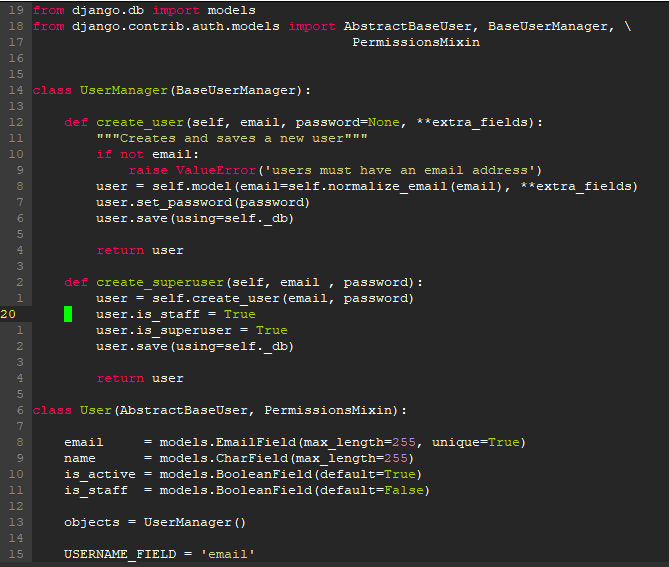 19 from django.db import models
18 from django.contrib.auth.models import AbstractBaseUser, BaseUserManager, \
17                                         PermissionsMixin
16
15
14 class UserManager(BaseUserManager):
13
12     def create_user(self, email, password=None, **extra_fields):
11         """Creates and saves a new user"""
10         if not email:
9             raise ValueError('users must have an email address')
8         user = self.model(email=self.normalize_email(email), **extra_fields)
7         user.set_password(password)
6         user.save(using=self._db)
5
4         return user
3
2     def create_superuser(self, email , password):
1         user = self.create_user(email, password)
20         user.is_staff = True
1         user.is_superuser = True
2         user.save(using=self._db)
3
4         return user
5
6 class User(AbstractBaseUser, PermissionsMixin):
7
8     email     = models.EmailField(max_length=255, unique=True)
9     name      = models.CharField(max_length=255)
10     is_active = models.BooleanField(default=True)
11     is_staff  = models.BooleanField(default=False)
12
13     objects = UserManager()
14
15     USERNAME_FIELD = 'email'